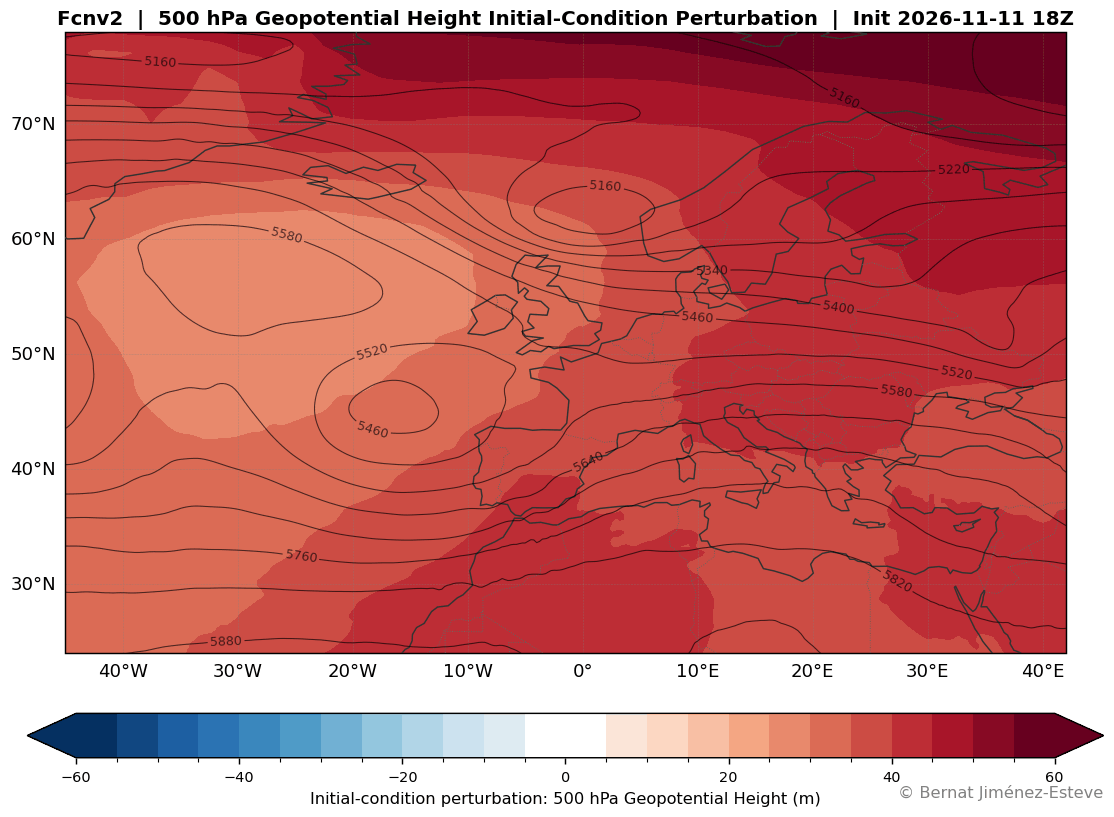 Fcnv2 | 500 hPa Geopotential Height Initial-Condition Perturbation | Init 2026-11-11 18Z
5160
70°N
5160
5160
5220
60°N
5580
5340
5400
5460
50°N
5520
5520
5580
5460
40°N
5640
30°N
5760
5820
5880
40°W 30°W 20°W 10°W 0° 10°E 20°E 30°E 40°E
−60 −40 −20 0 20 40 60
Initial-condition perturbation: 500 hPa Geopotential Height (m)
© Bernat Jiménez-Esteve